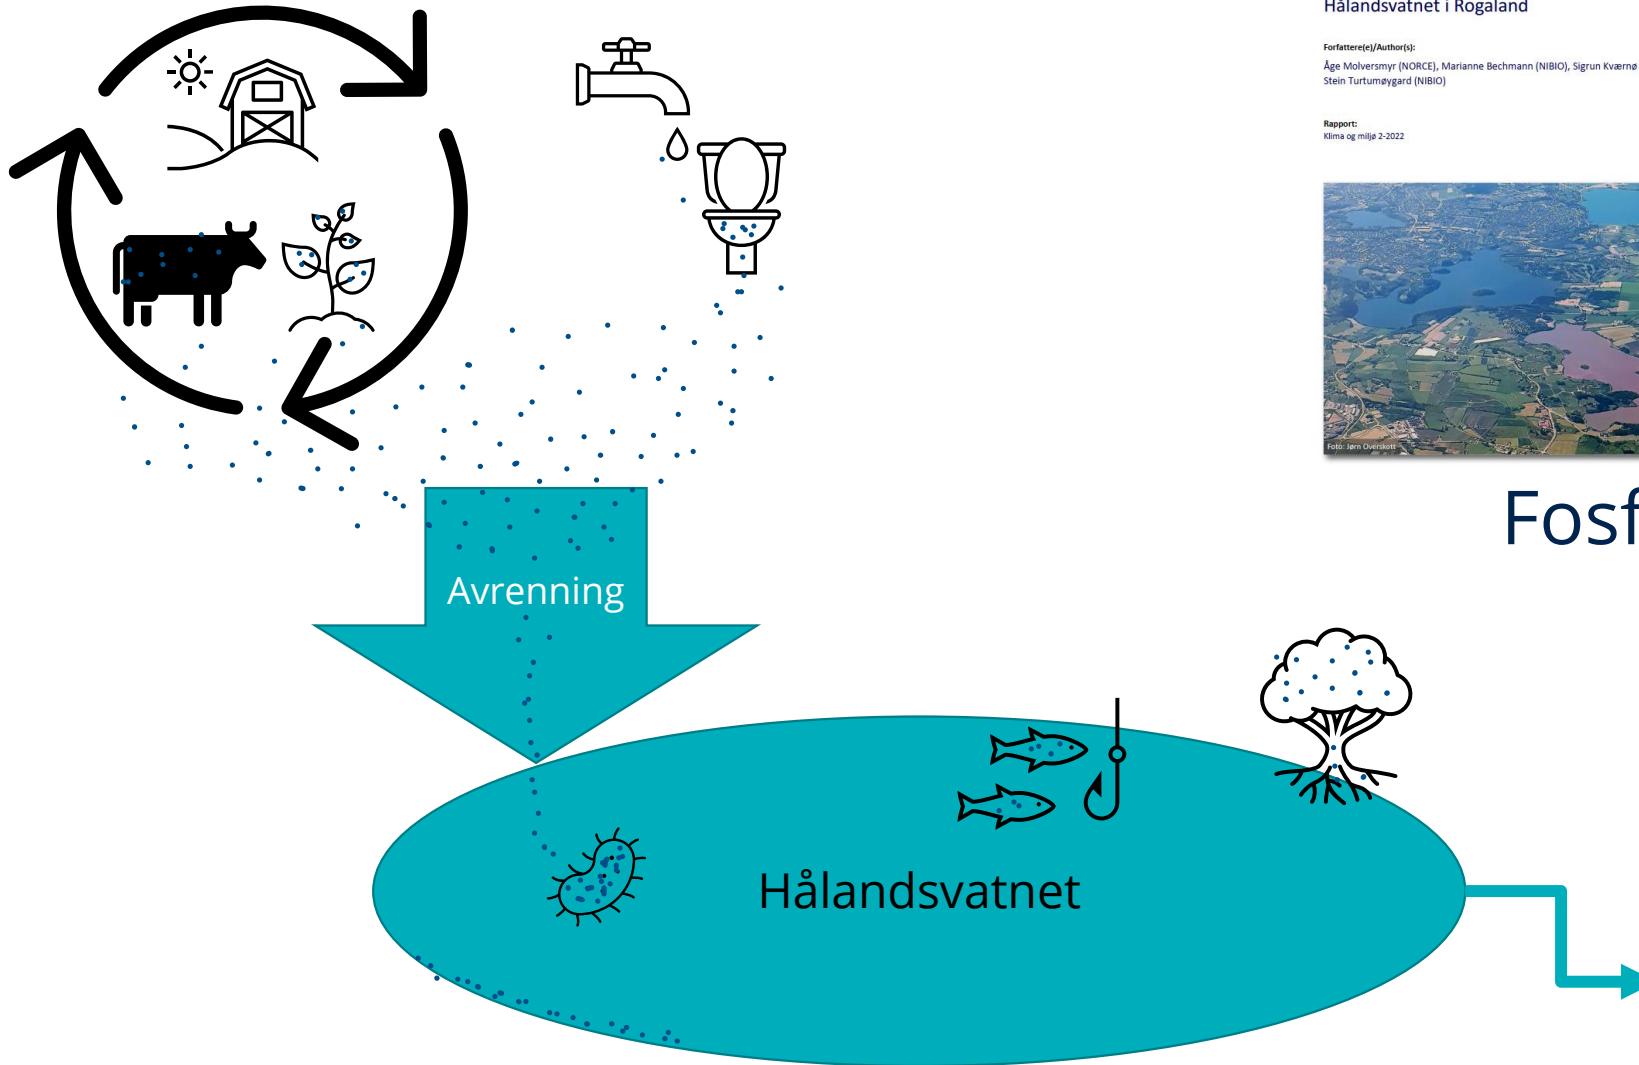 Hålandsvatnet i Rogaland
Forfattere(e)/Author(s):
Åge Molversmyr (NORCE), Marianne Bechmann (NIBIO), Sigrun Kværnø
Stein Turtumøygard (NIBIO)
Rapport:
Klima og miljø 2-2022
Foto: Jørn Overskott
Fosf
Avrenning
Hålandsvatnet